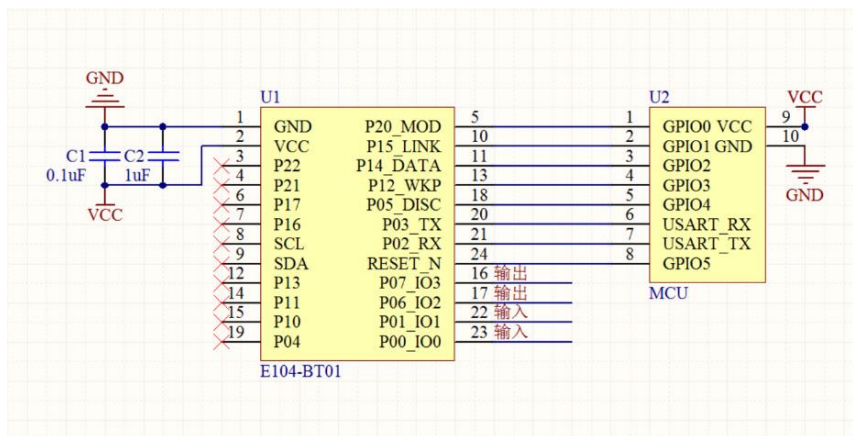 GND
C1
0.1uF
C2
1uF
VCC
U1
1 GND P20_MOD 5
2 VCC P15_LINK 10
3 P22 P14_DATA 11
4 P21 P12_WKP 13
6 P17 P05_DISC 18
7 P16 P03_TX 20
8 SCL P02_RX 21
9 SDA RESET_N 24
12 P13 P07_IO3 16 输出
14 P11 P06_IO2 17 输出
15 P10 P01_IO1 22 输入
19 P04 P00_IO0 23 输入
E104-BT01
U2
1 GPIO0 VCC 9
2 GPIO1 GND 10
3 GPIO2
4 GPIO3
5 GPIO4
6 USART_RX
7 USART_TX
8 GPIO5
MCU
VCC
GND